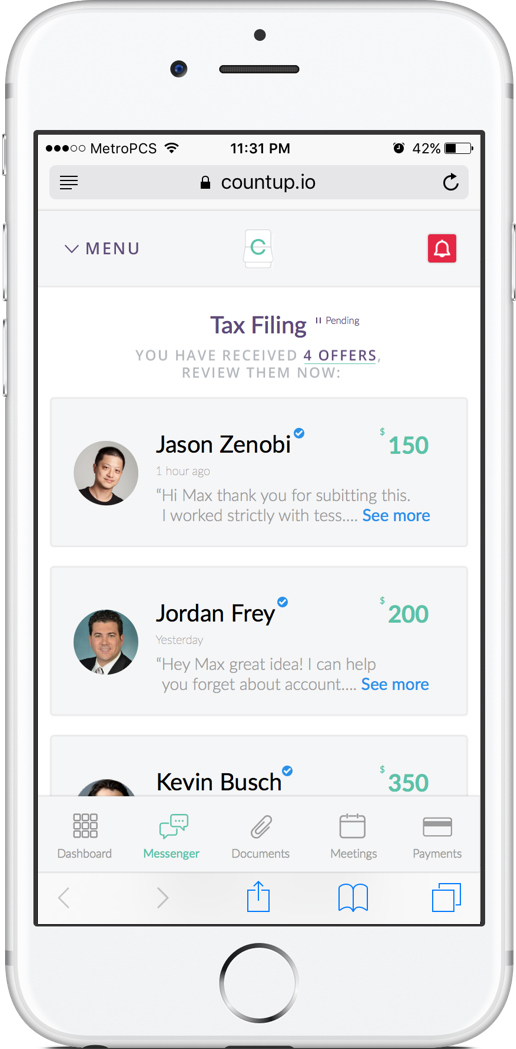 MetroPCS 11:31 PM 42%
countup.io
MENU C
Tax Filing Pending
YOU HAVE RECEIVED 4 OFFERS,
REVIEW THEM NOW:
Jason Zenobi $150
1 hour ago
“Hi Max thank you for subitting this.
I worked strictly with tess.... See more
Jordan Frey $200
Yesterday
“Hey Max great idea! I can help
you forget about account.... See more
Kevin Busch $350
Dashboard Messenger Documents Meetings Payments